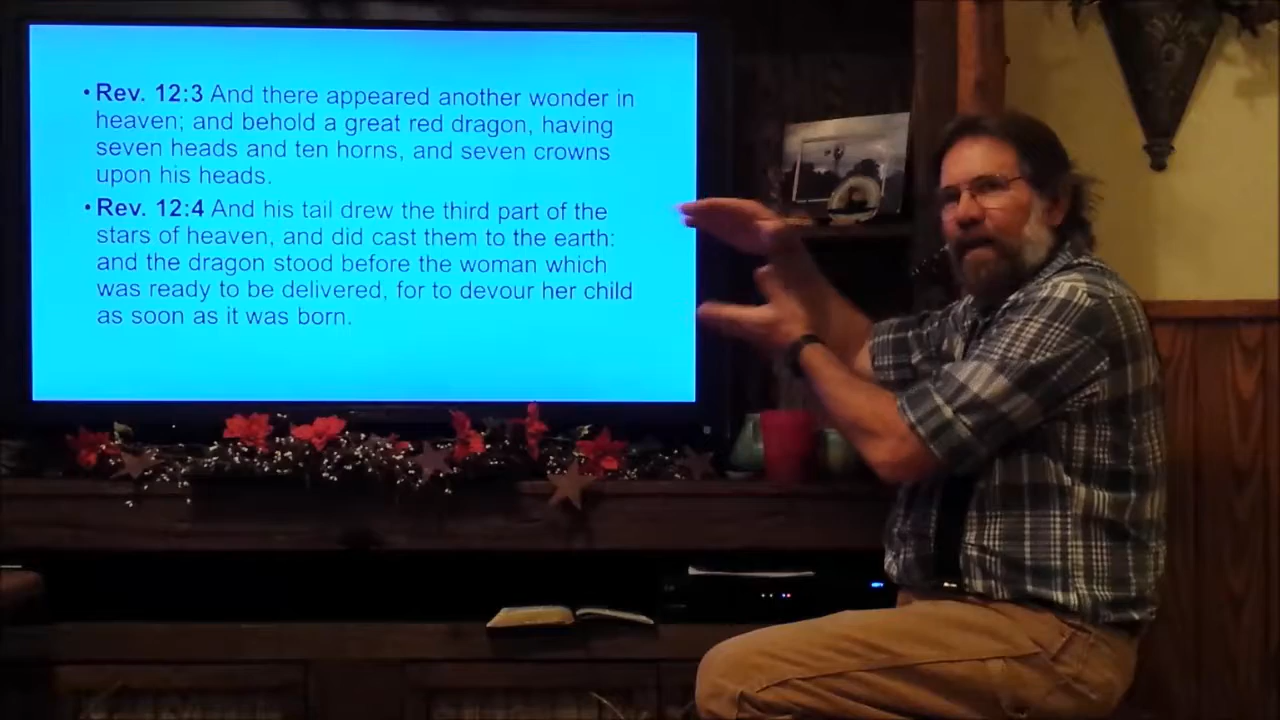 • Rev. 12:3 And there appeared another wonder in
heaven; and behold a great red dragon, having
seven heads and ten horns, and seven crowns
upon his heads.
• Rev. 12:4 And his tail drew the third part of the
stars of heaven, and did cast them to the earth:
and the dragon stood before the woman which
was ready to be delivered, for to devour her child
as soon as it was born.